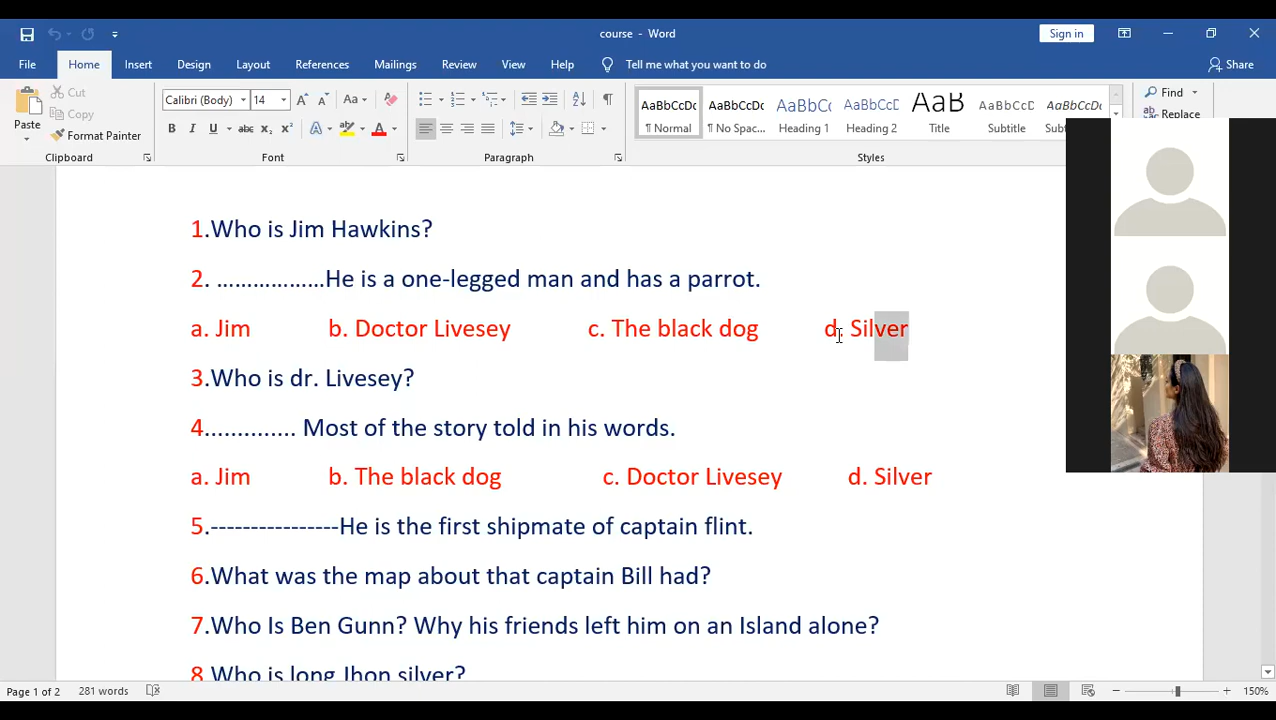 course - Word
Sign in
File Home Insert Design Layout References Mailings Review View Help Tell me what you want to do Share
Cut
Copy
Paste
Format Painter
Clipboard
Calibri (Body) 14
Font
Paragraph
AaBbCcDc AaBbCcDc AaBbCc AaBbCcC AaB AaBbCcC AaBbCcDc
¶ Normal ¶ No Spac... Heading 1 Heading 2 Title Subtitle
Styles
Find
Replace
1.Who is Jim Hawkins?
2. ………………He is a one-legged man and has a parrot.
a. Jim b. Doctor Livesey c. The black dog d. Silver
3.Who is dr. Livesey?
4.............. Most of the story told in his words.
a. Jim b. The black dog c. Doctor Livesey d. Silver
5.----------------He is the first shipmate of captain flint.
6.What was the map about that captain Bill had?
7.Who Is Ben Gunn? Why his friends left him on an Island alone?
8.Who is long Jhon silver?
Page 1 of 2 281 words 150%